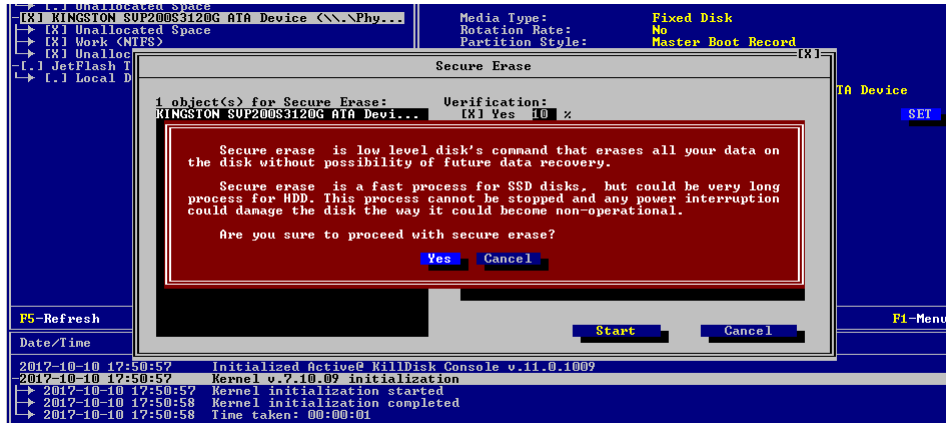 [.] Unallocated Space
[X] KINGSTON SVP200S3120G ATA Device (\\.\Phy...
[X] Unallocated Space
[X] Work (NTFS)
[X] Unalloc
[.] JetFlash T
[.] Local D
Media Type: Fixed Disk
Rotation Rate: No
Partition Style: Master Boot Record
[X]
Secure Erase
TA Device
SET
1 object(s) for Secure Erase:
KINGSTON SVP200S3120G ATA Devi...
Verification:
[X] Yes 10 %
Secure erase is low level disk's command that erases all your data on
the disk without possibility of future data recovery.
Secure erase is a fast process for SSD disks, but could be very long
process for HDD. This process cannot be stopped and any power interruption
could damage the disk the way it could become non-operational.
Are you sure to proceed with secure erase?
Yes Cancel
Start Cancel
F5-Refresh
F1-Menu
Date/Time
2017-10-10 17:50:57 Initialized Active@ KillDisk Console v.11.0.1009
2017-10-10 17:50:57 Kernel v.7.10.09 initialization
2017-10-10 17:50:57 Kernel initialization started
2017-10-10 17:50:58 Kernel initialization completed
2017-10-10 17:50:58 Time taken: 00:00:01